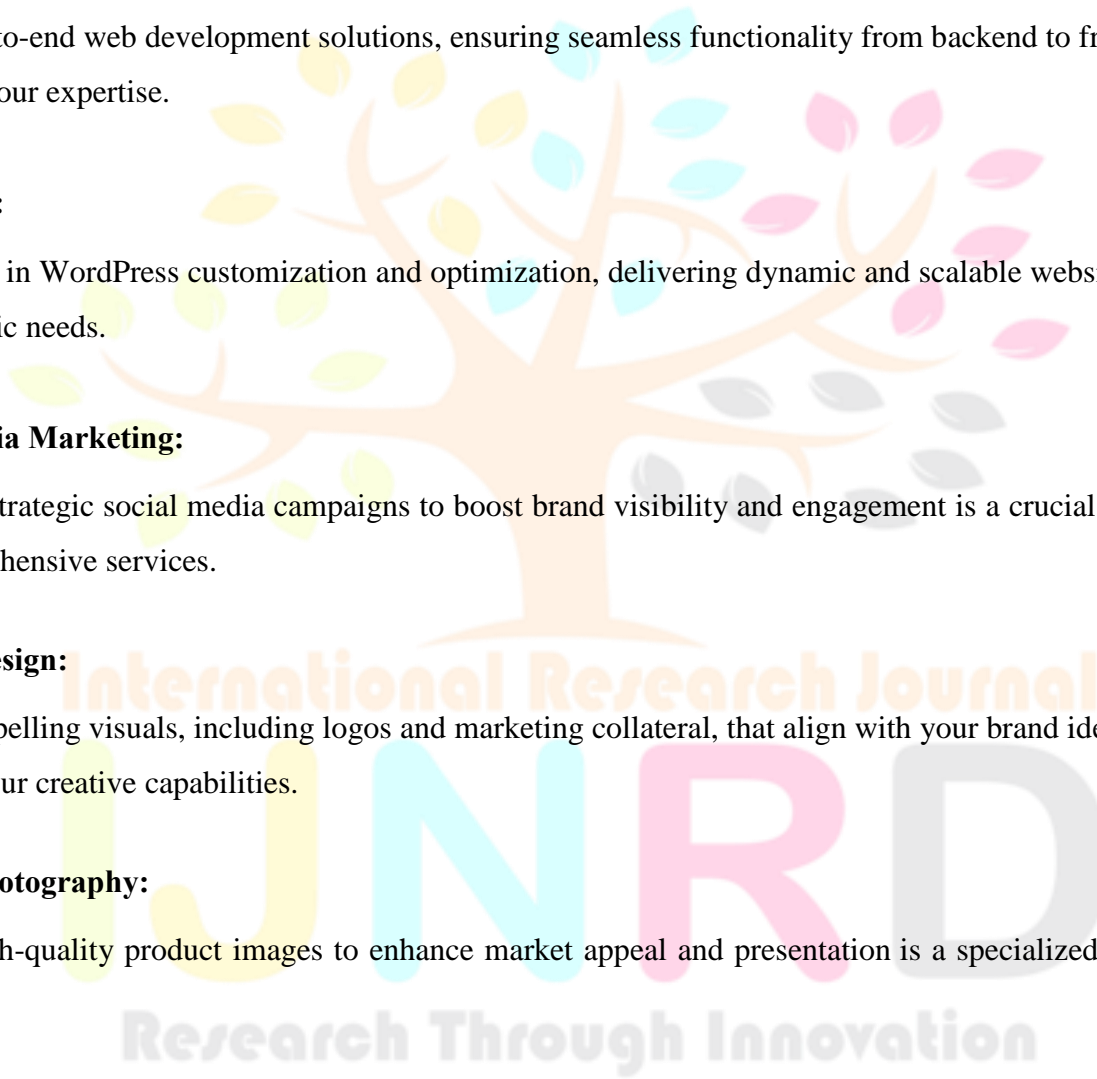 to-end web development solutions, ensuring seamless functionality from backend to fr
our expertise.
:
in WordPress customization and optimization, delivering dynamic and scalable websi
ic needs.
ia Marketing:
trategic social media campaigns to boost brand visibility and engagement is a crucial
hensive services.
esign:
International Research Journal
pelling visuals, including logos and marketing collateral, that align with your brand ide
ur creative capabilities.
IJNRD
otography:
h-quality product images to enhance market appeal and presentation is a specialized
Research Through Innovation